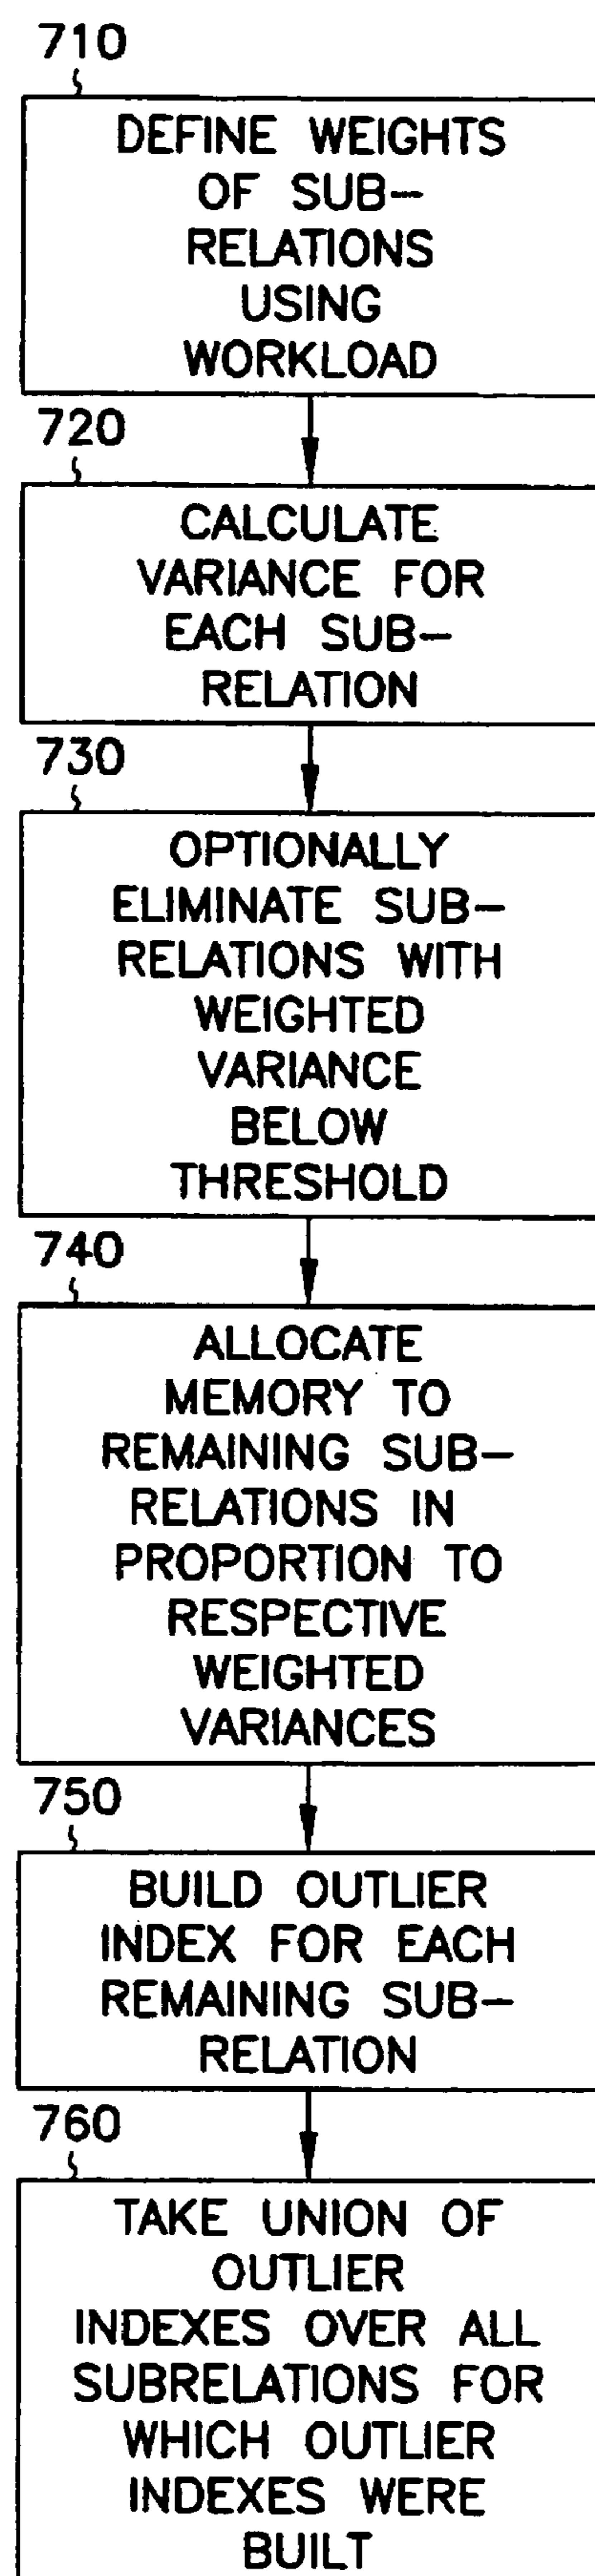 710
DEFINE WEIGHTS
OF SUB-
RELATIONS
USING
WORKLOAD
720
CALCULATE
VARIANCE FOR
EACH SUB-
RELATION
730
OPTIONALLY
ELIMINATE SUB-
RELATIONS WITH
WEIGHTED
VARIANCE
BELOW
THRESHOLD
740
ALLOCATE
MEMORY TO
REMAINING SUB-
RELATIONS IN
PROPORTION TO
RESPECTIVE
WEIGHTED
VARIANCES
750
BUILD OUTLIER
INDEX FOR EACH
REMAINING SUB-
RELATION
760
TAKE UNION OF
OUTLIER
INDEXES OVER ALL
SUBRELATIONS FOR
WHICH OUTLIER
INDEXES WERE
BUILT